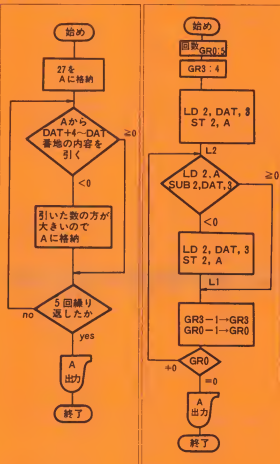 始め
27を
Aに格納
Aから
DAT+4〜DAT
番地の内容を
引く
≧0
<0
引いた数の方が
大きいので
Aに格納
5回繰り
返したか
no
yes
A
出力
終了
始め
回数GR0:5
GR3:4
LD 2, DAT, 3
ST 2, A
L2
LD 2,A
SUB 2,DAT,3
≧0
<0
LD 2, DAT, 3
ST 2, A
L1
GR3−1→GR3
GR0−1→GR0
GR0
≠0
=0
A
出力
終了